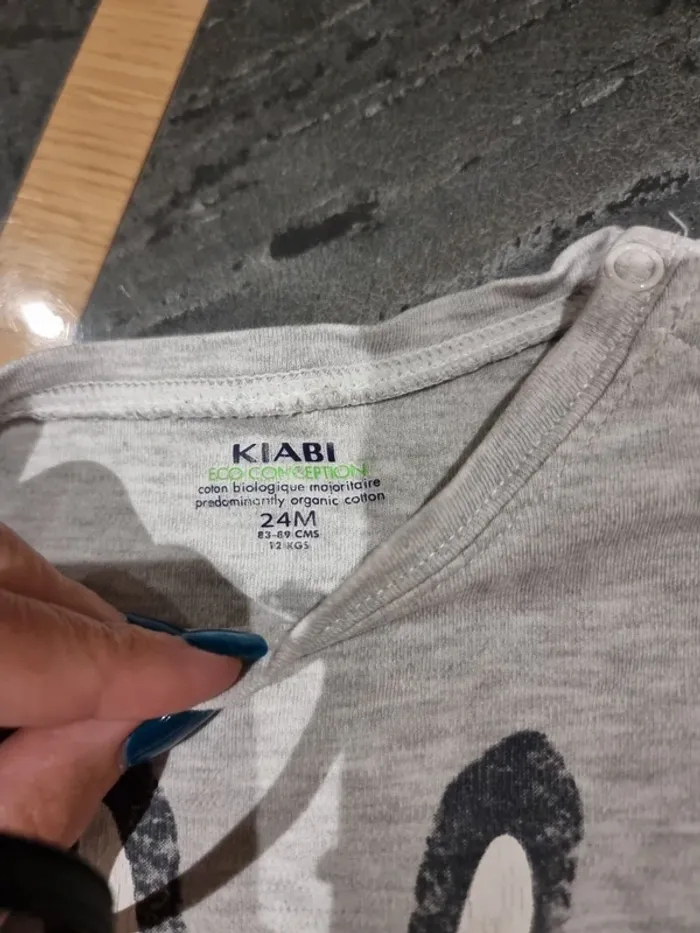 KIABI
ECO CONCEPTION
coton biologique majoritaire
predominantly organic cotton
24M
83-89 CMS
12 KGS